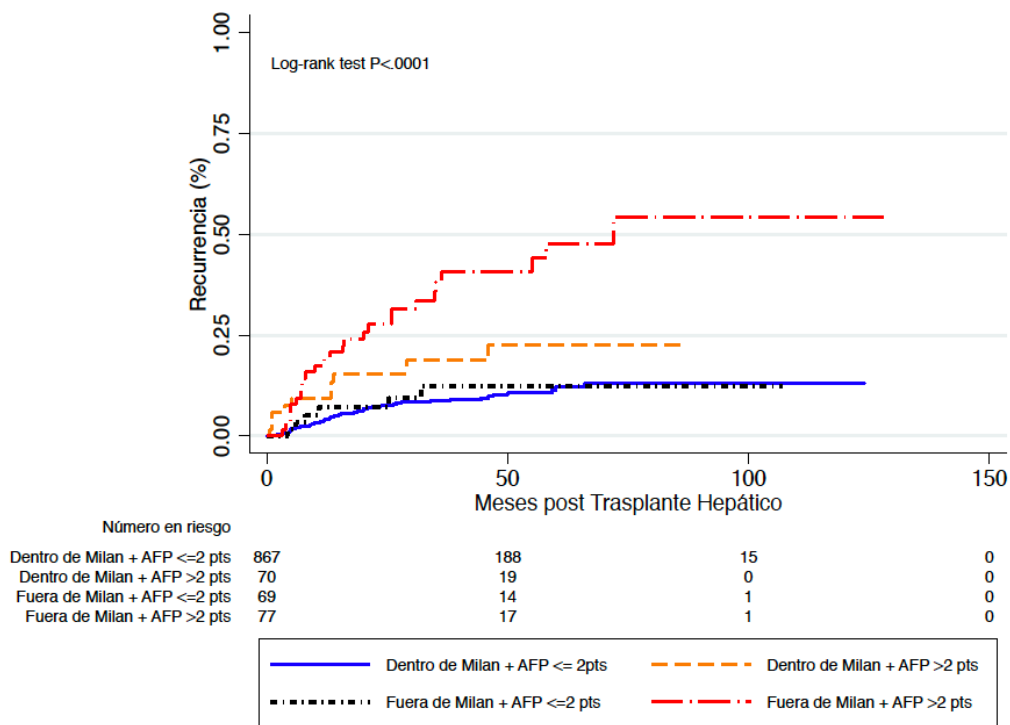 Log-rank test P<.0001
Recurrencia (%)
1.00
0.75
0.50
0.25
0.00
0 50 100 150
Meses post Trasplante Hepático
Número en riesgo
Dentro de Milan + AFP <=2 pts 867 188 15 0
Dentro de Milan + AFP >2 pts 70 19 0 0
Fuera de Milan + AFP <=2 pts 69 14 1 0
Fuera de Milan + AFP >2 pts 77 17 1 0
Dentro de Milan + AFP <= 2pts Dentro de Milan + AFP >2 pts
Fuera de Milan + AFP <=2 pts Fuera de Milan + AFP >2 pts